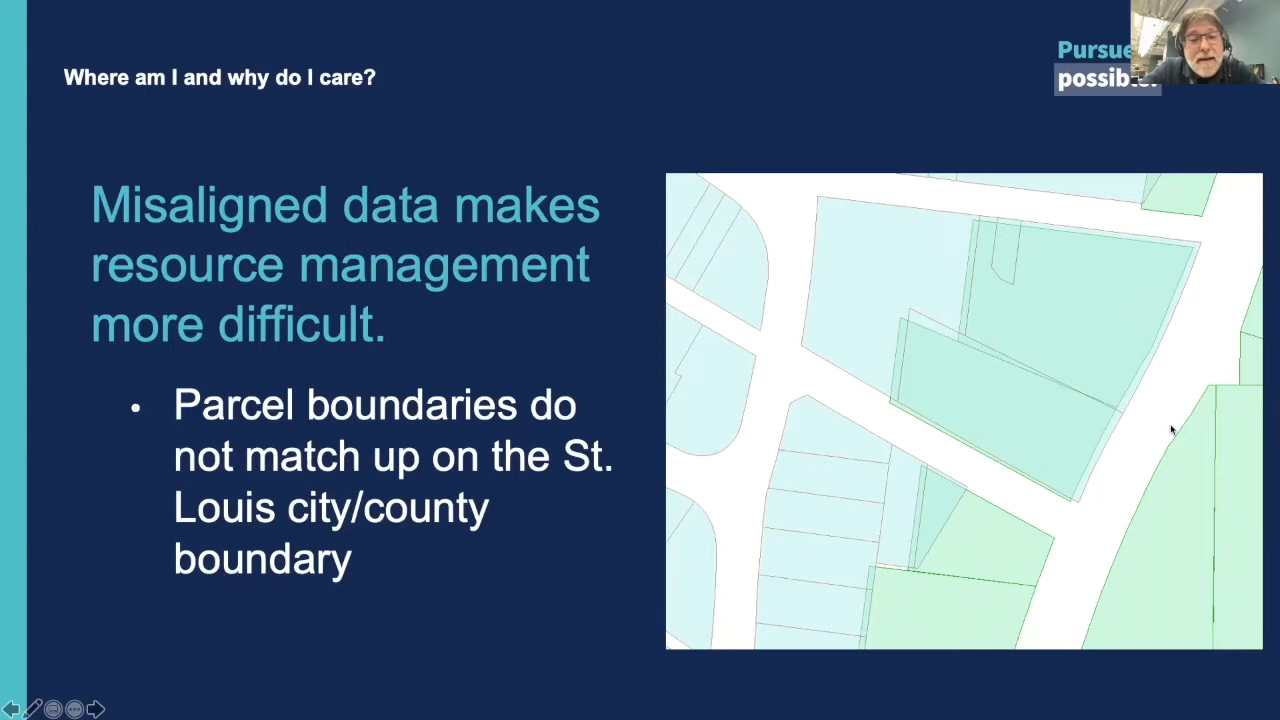 Where am I and why do I care?
Pursue
possib
Misaligned data makes
resource management
more difficult.
• Parcel boundaries do
not match up on the St.
Louis city/county
boundary